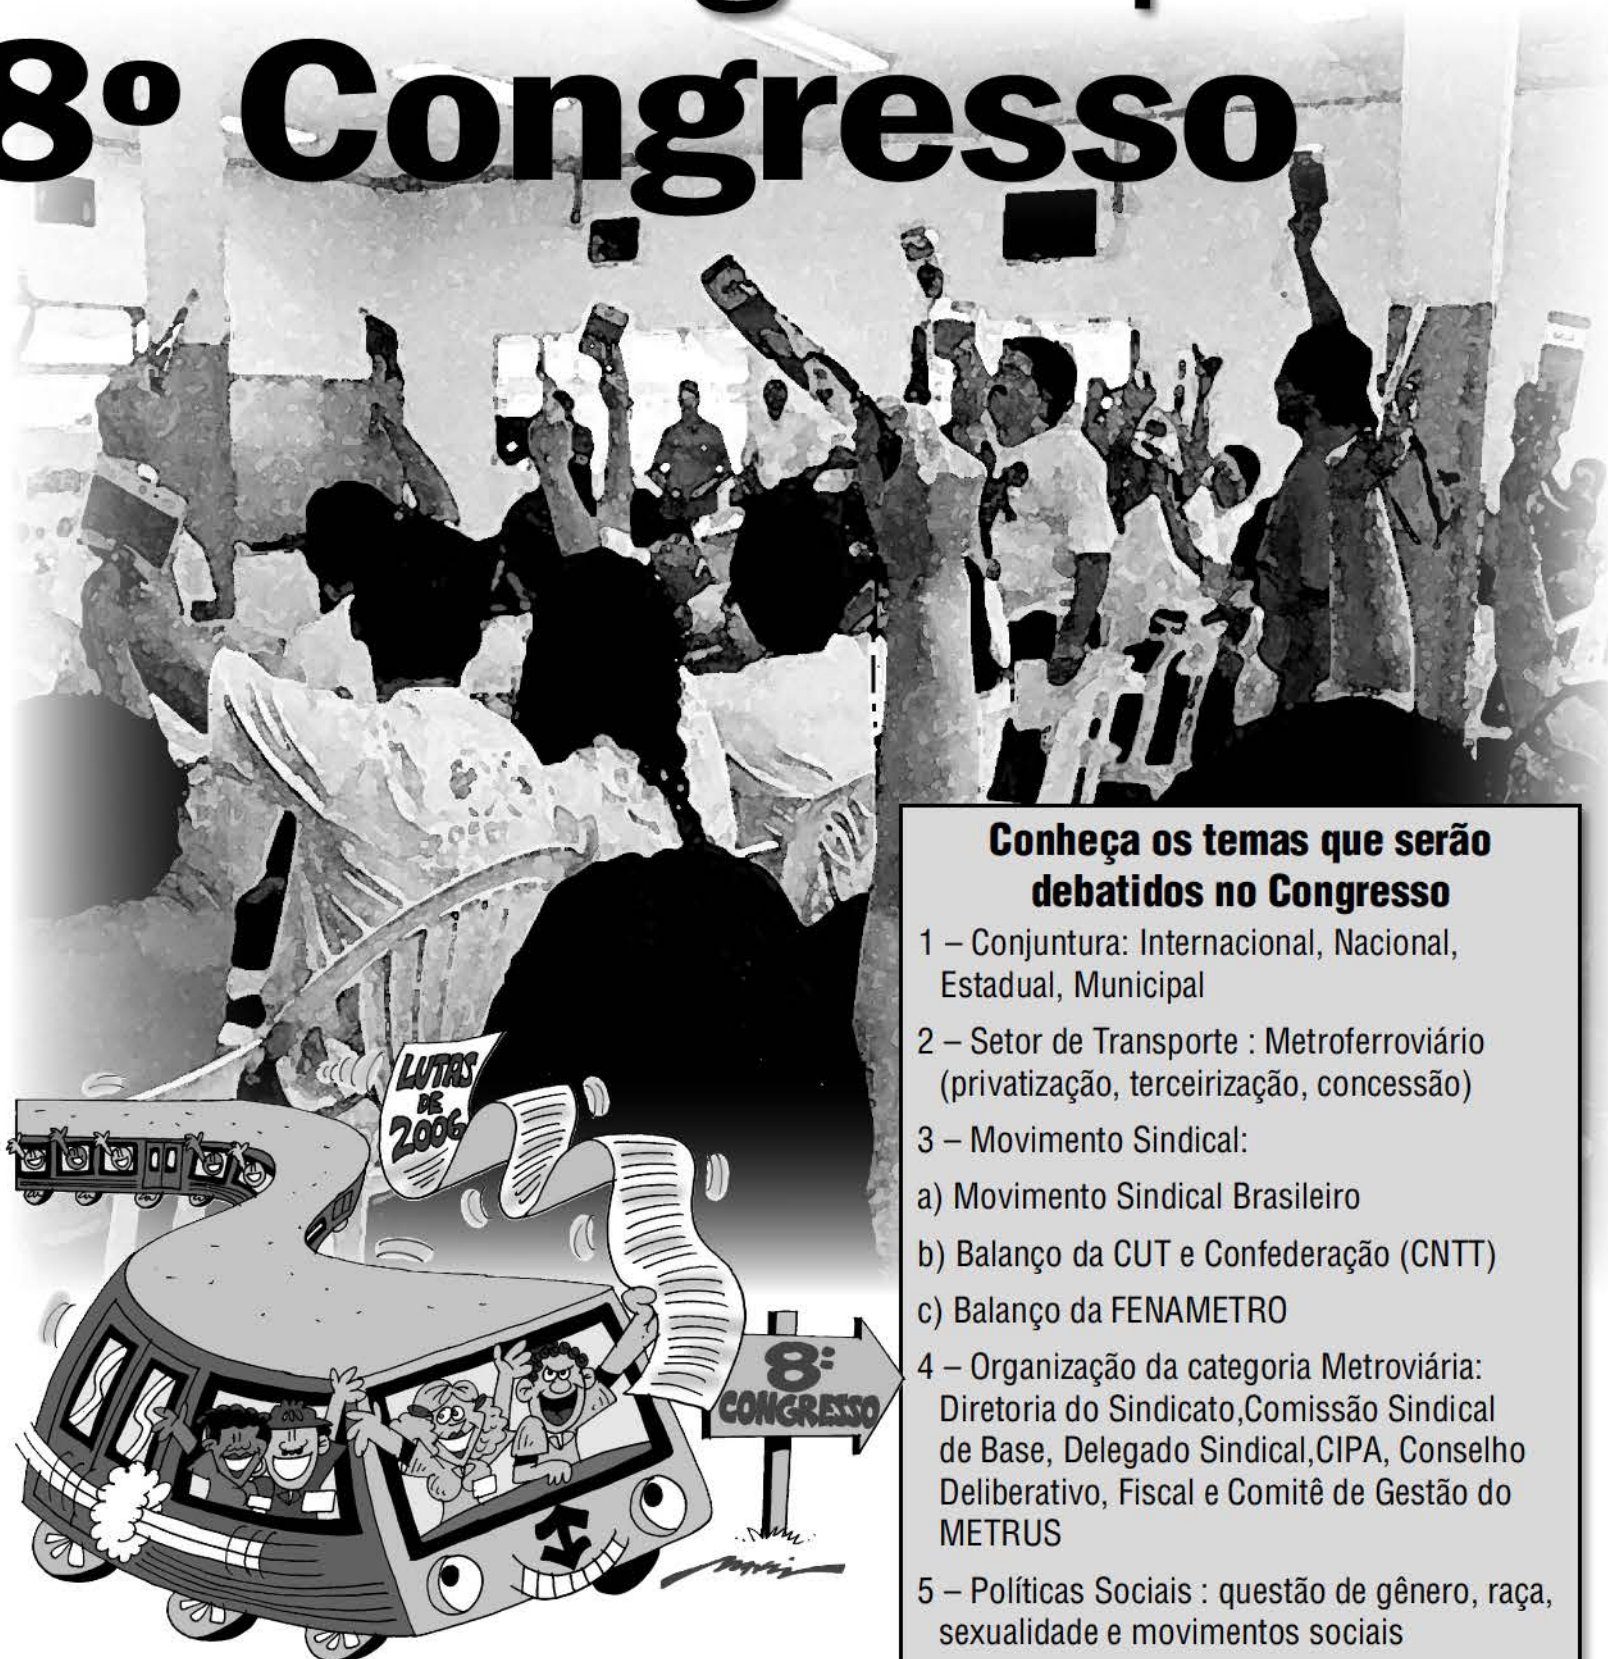 8º Congresso
Conheça os temas que serão
debatidos no Congresso
1 – Conjuntura: Internacional, Nacional,
Estadual, Municipal
2 – Setor de Transporte : Metroferroviário
(privatização, terceirização, concessão)
3 – Movimento Sindical:
a) Movimento Sindical Brasileiro
b) Balanço da CUT e Confederação (CNTT)
c) Balanço da FENAMETRO
4 – Organização da categoria Metroviária:
Diretoria do Sindicato,Comissão Sindical
de Base, Delegado Sindical,CIPA, Conselho
Deliberativo, Fiscal e Comitê de Gestão do
METRUS
5 – Políticas Sociais : questão de gênero, raça,
sexualidade e movimentos sociais
LUTAS
DE
2006
8º
CONGRESSO